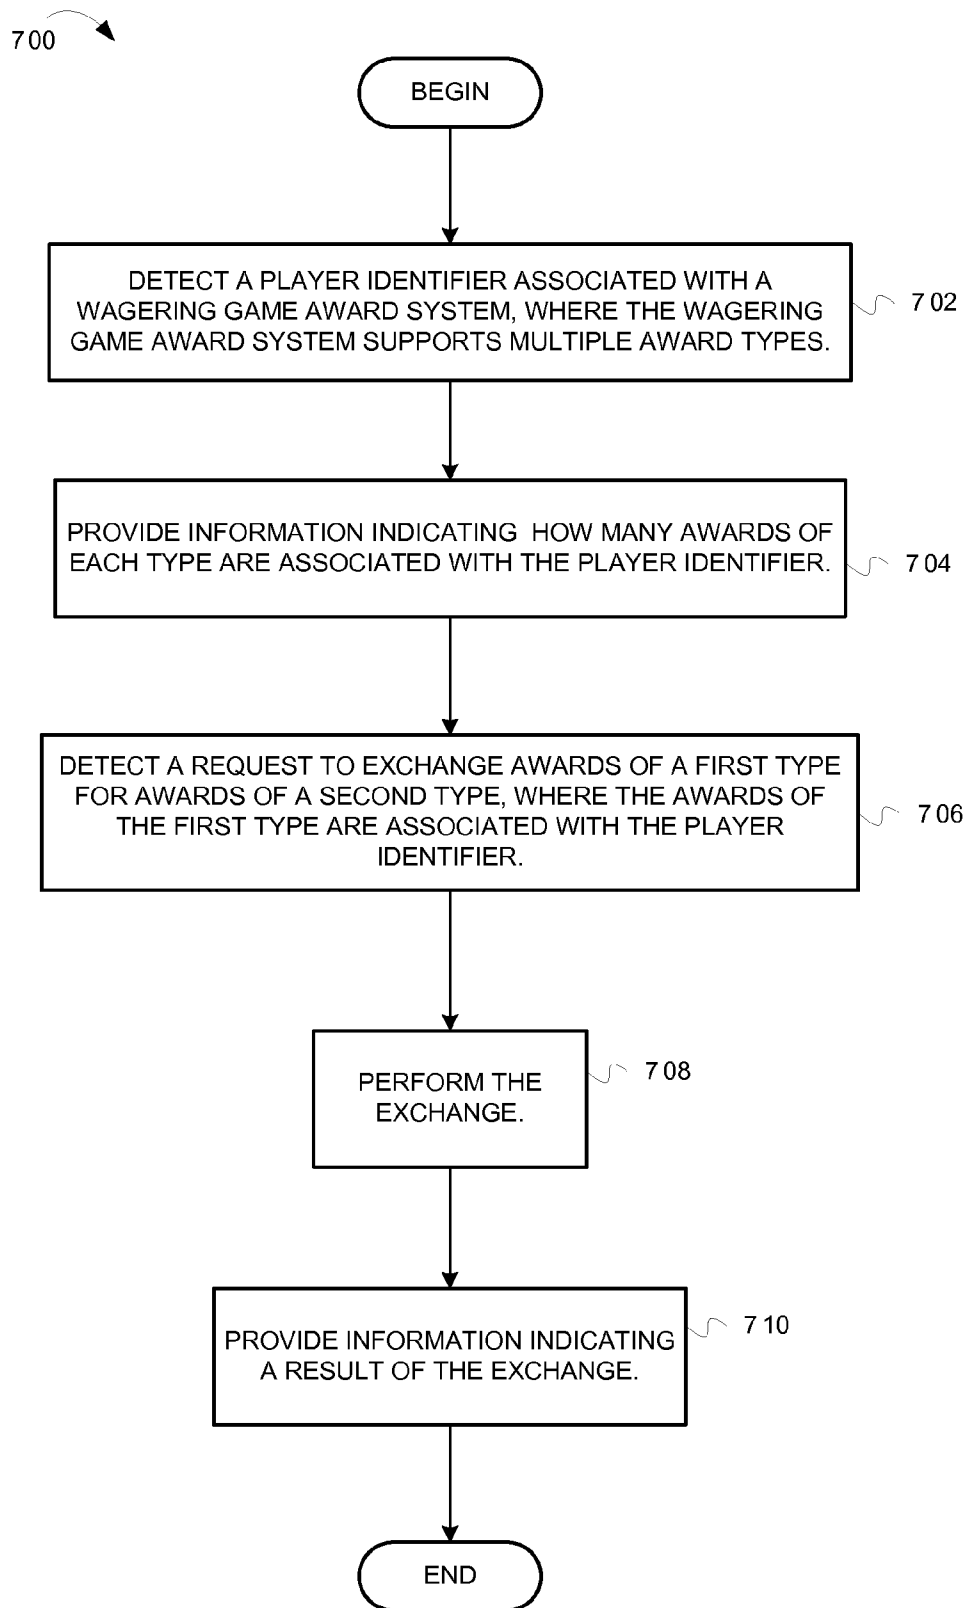 700
BEGIN
DETECT A PLAYER IDENTIFIER ASSOCIATED WITH A
WAGERING GAME AWARD SYSTEM, WHERE THE WAGERING
GAME AWARD SYSTEM SUPPORTS MULTIPLE AWARD TYPES.
702
PROVIDE INFORMATION INDICATING HOW MANY AWARDS OF
EACH TYPE ARE ASSOCIATED WITH THE PLAYER IDENTIFIER.
704
DETECT A REQUEST TO EXCHANGE AWARDS OF A FIRST TYPE
FOR AWARDS OF A SECOND TYPE, WHERE THE AWARDS OF
THE FIRST TYPE ARE ASSOCIATED WITH THE PLAYER
IDENTIFIER.
706
PERFORM THE
EXCHANGE.
708
PROVIDE INFORMATION INDICATING
A RESULT OF THE EXCHANGE.
710
END